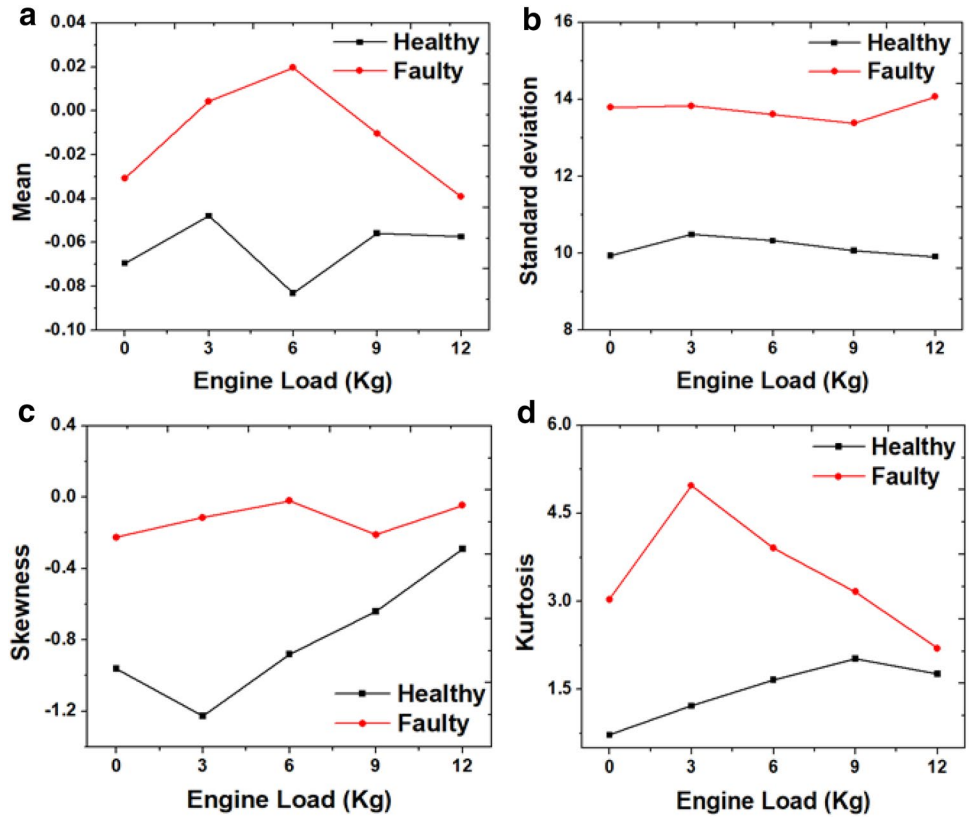 a
0.04
0.02
0.00
-0.02
-0.04
-0.06
-0.08
-0.10
Mean
Healthy
Faulty
0 3 6 9 12
Engine Load (Kg)
b
16
14
12
10
8
Standard deviation
Healthy
Faulty
0 3 6 9 12
Engine Load (Kg)
c
0.4
0.0
-0.4
-0.8
-1.2
Skewness
Healthy
Faulty
0 3 6 9 12
Engine Load (Kg)
d
6.0
4.5
3.0
1.5
Kurtosis
Healthy
Faulty
0 3 6 9 12
Engine Load (Kg)